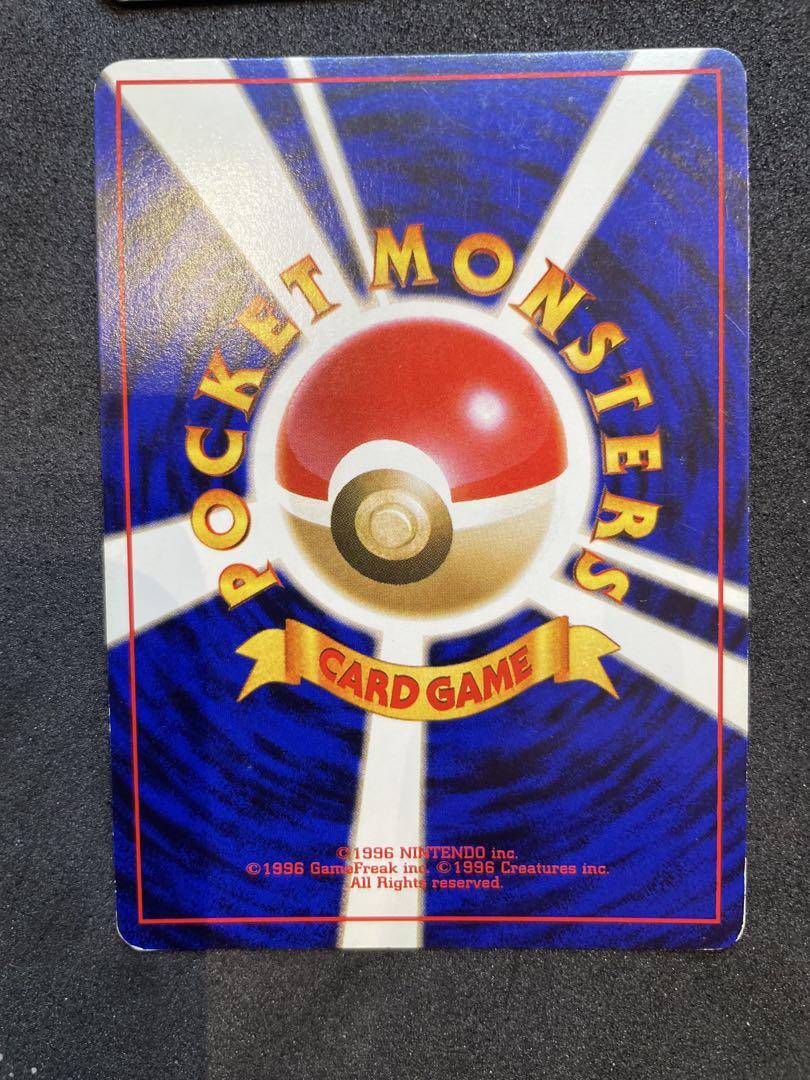 POCKET MONSTERS
CARD GAME
©1996 NINTENDO inc.
©1996 GameFreak inc. ©1996 Creatures inc.
All Rights reserved.